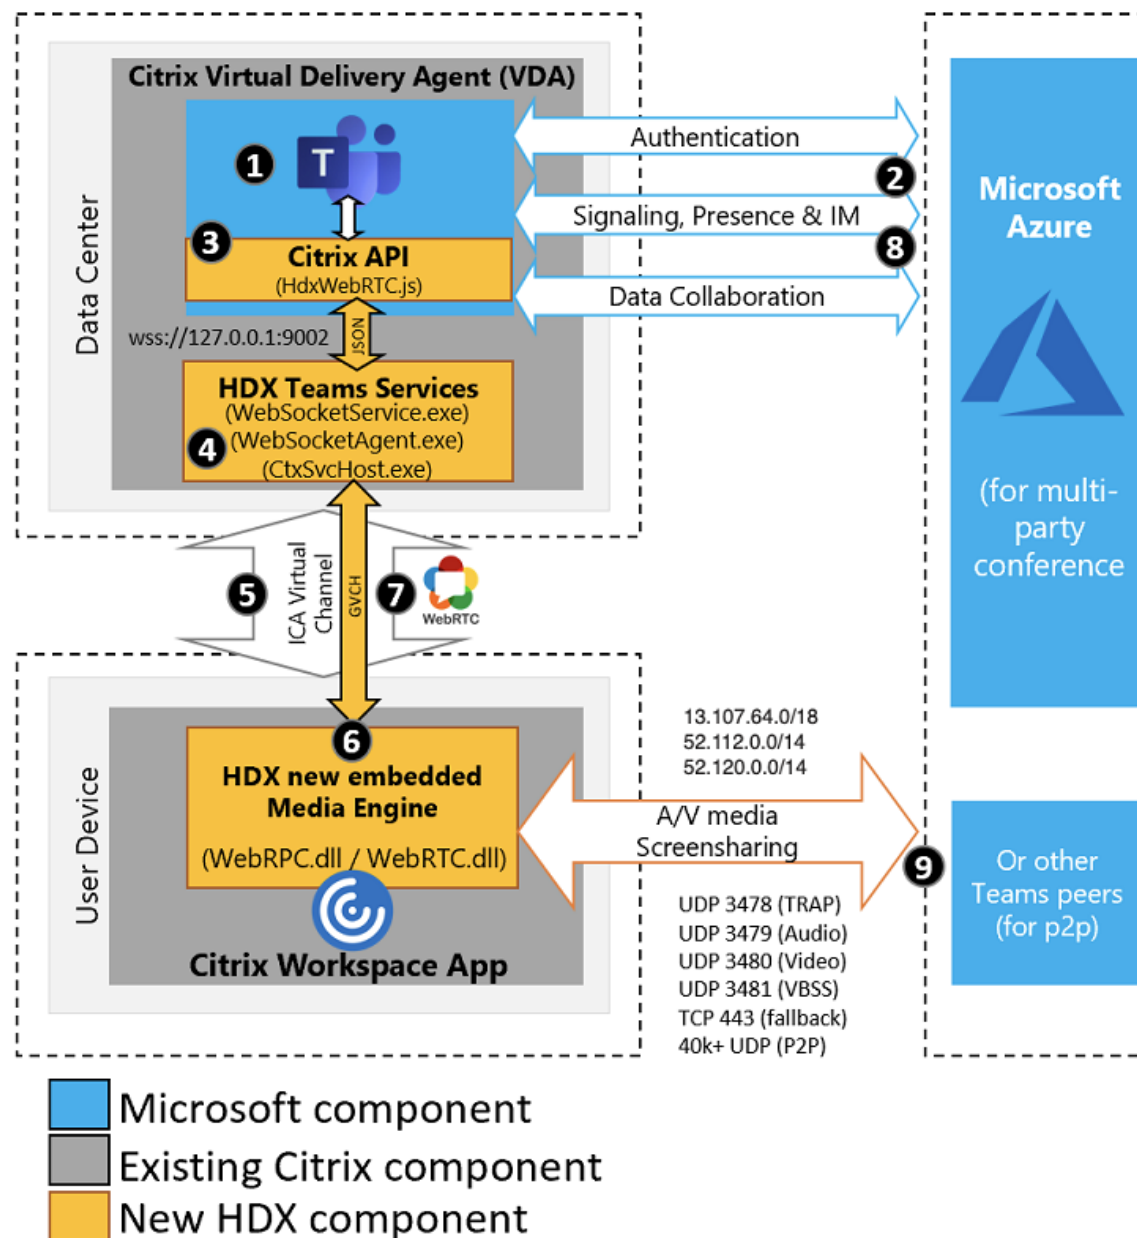 Citrix Virtual Delivery Agent (VDA)
T
1
Authentication
2
Microsoft
Azure
Signaling, Presence & IM
3
Citrix API
(HdxWebRTC.js)
8
Data Collaboration
Data Center
wss://127.0.0.1:9002
JSON
HDX Teams Services
(WebSocketService.exe)
(WebSocketAgent.exe)
(CtxSvcHost.exe)
4
(for multi-
party
conference
5
ICA Virtual
Channel
GVCH
7
WebRTC
6
HDX new embedded
Media Engine
(WebRPC.dll / WebRTC.dll)
User Device
Citrix Workspace App
13.107.64.0/18
52.112.0.0/14
52.120.0.0/14
A/V media
Screensharing
9
Or other
Teams peers
(for p2p)
UDP 3478 (TRAP)
UDP 3479 (Audio)
UDP 3480 (Video)
UDP 3481 (VBSS)
TCP 443 (fallback)
40k+ UDP (P2P)
Microsoft component
Existing Citrix component
New HDX component